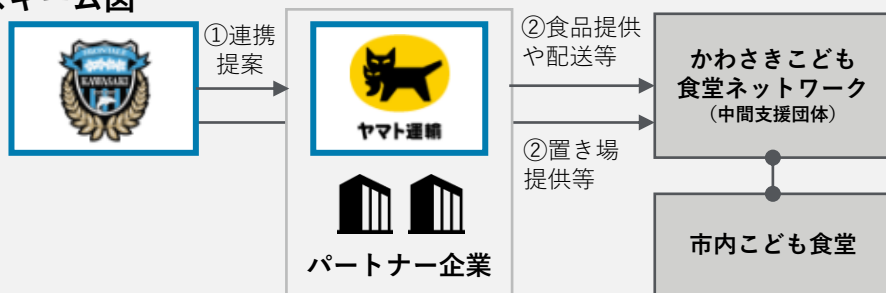 スキーム図
FRONTALE
KAWASAKI
①連携
提案
ヤマト運輸
パートナー企業
②食品提供
や配送等
②置き場
提供等
かわさきこども
食堂ネットワーク
（中間支援団体）
市内こども食堂